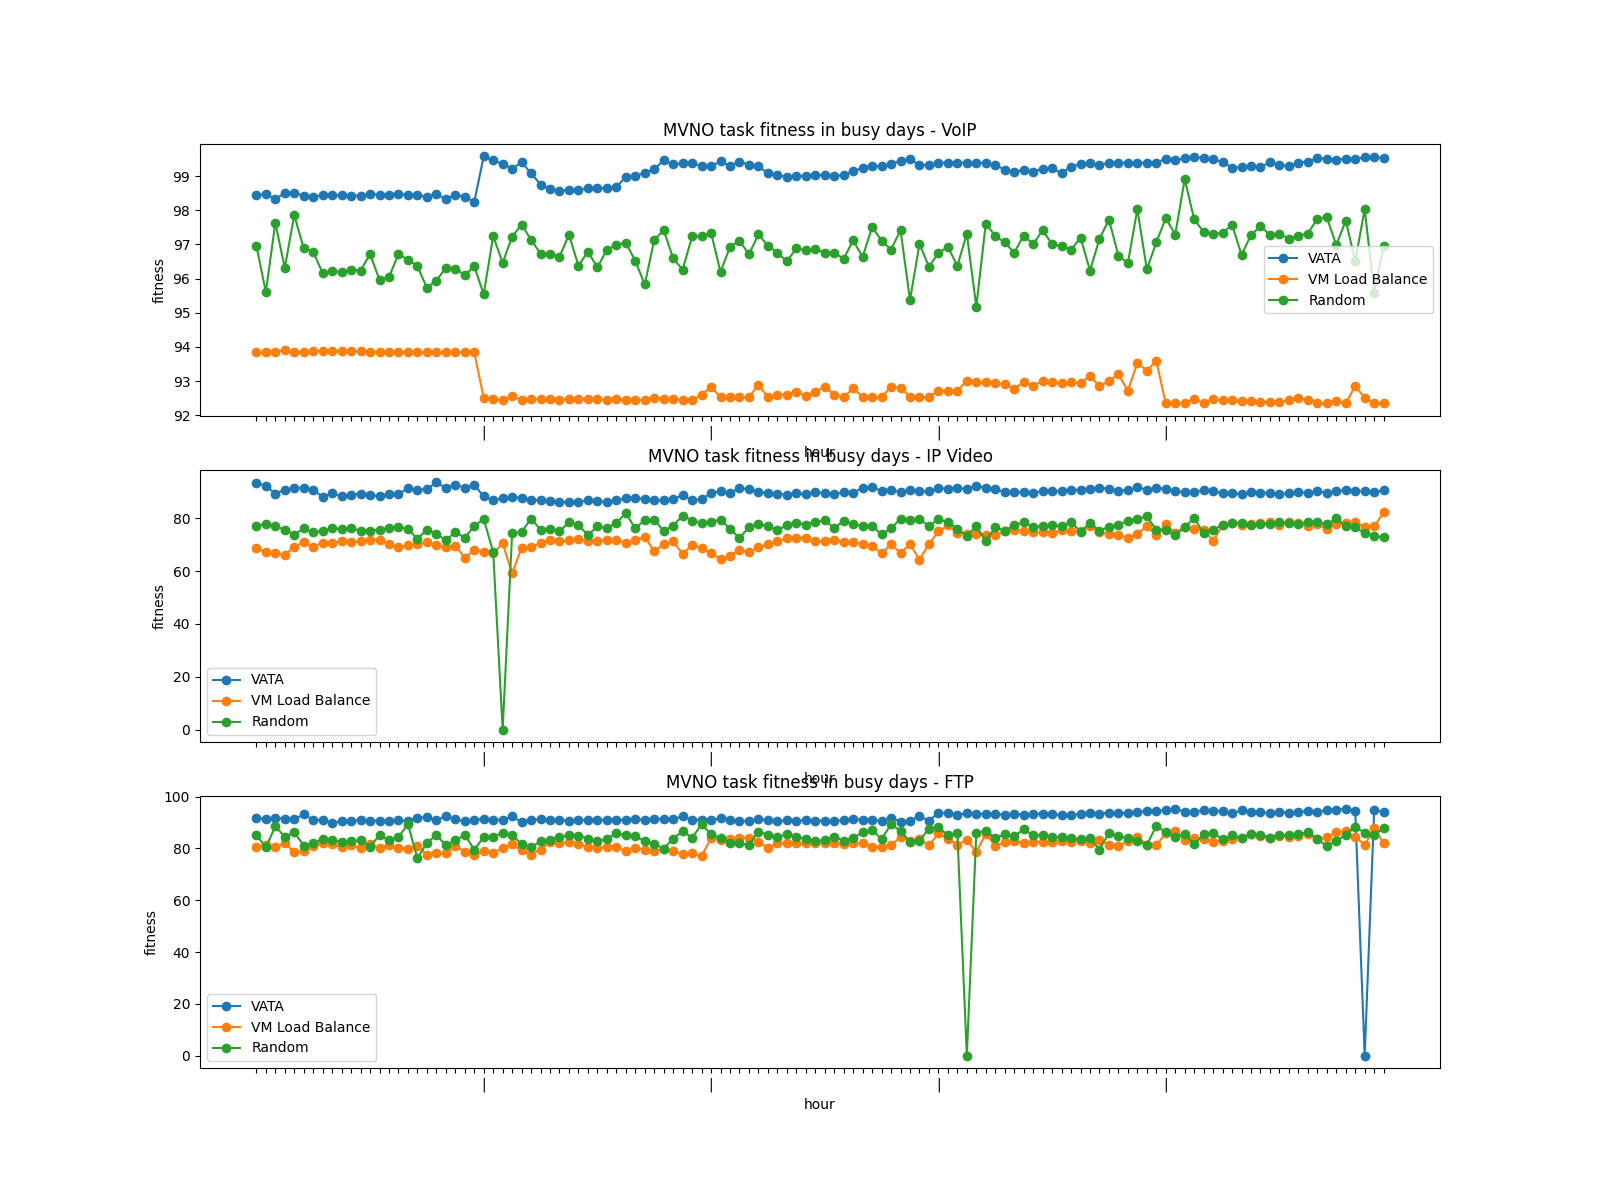 MVNO task fitness in busy days - VoIP
99
98
97
96
95
94
93
92
fitness
VATA
VM Load Balance
Random
|
|
|
|
hour
MVNO task fitness in busy days - IP Video
80
60
40
20
0
fitness
VATA
VM Load Balance
Random
|
|
|
|
hour
MVNO task fitness in busy days - FTP
100
80
60
40
20
0
fitness
VATA
VM Load Balance
Random
|
|
|
|
hour